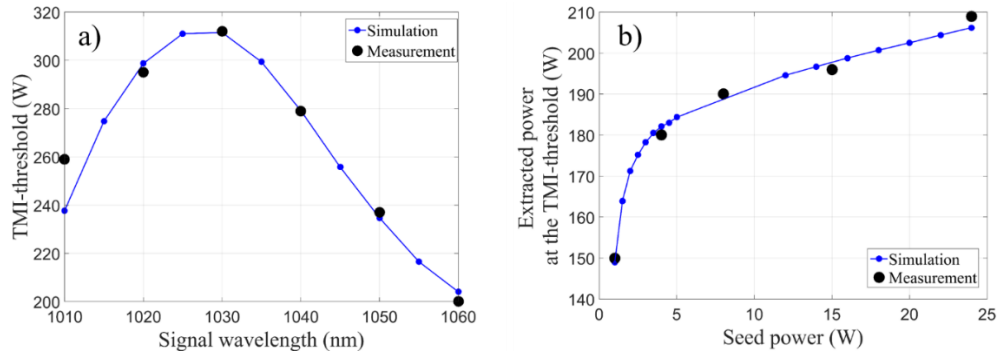 a)
TMI-threshold (W)
320
300
280
260
240
220
200
1010
1020
1030
1040
1050
1060
Signal wavelength (nm)
Simulation
Measurement
b)
Extracted power
at the TMI-threshold (W)
210
200
190
180
170
160
150
140
0
5
10
15
20
25
Seed power (W)
Simulation
Measurement